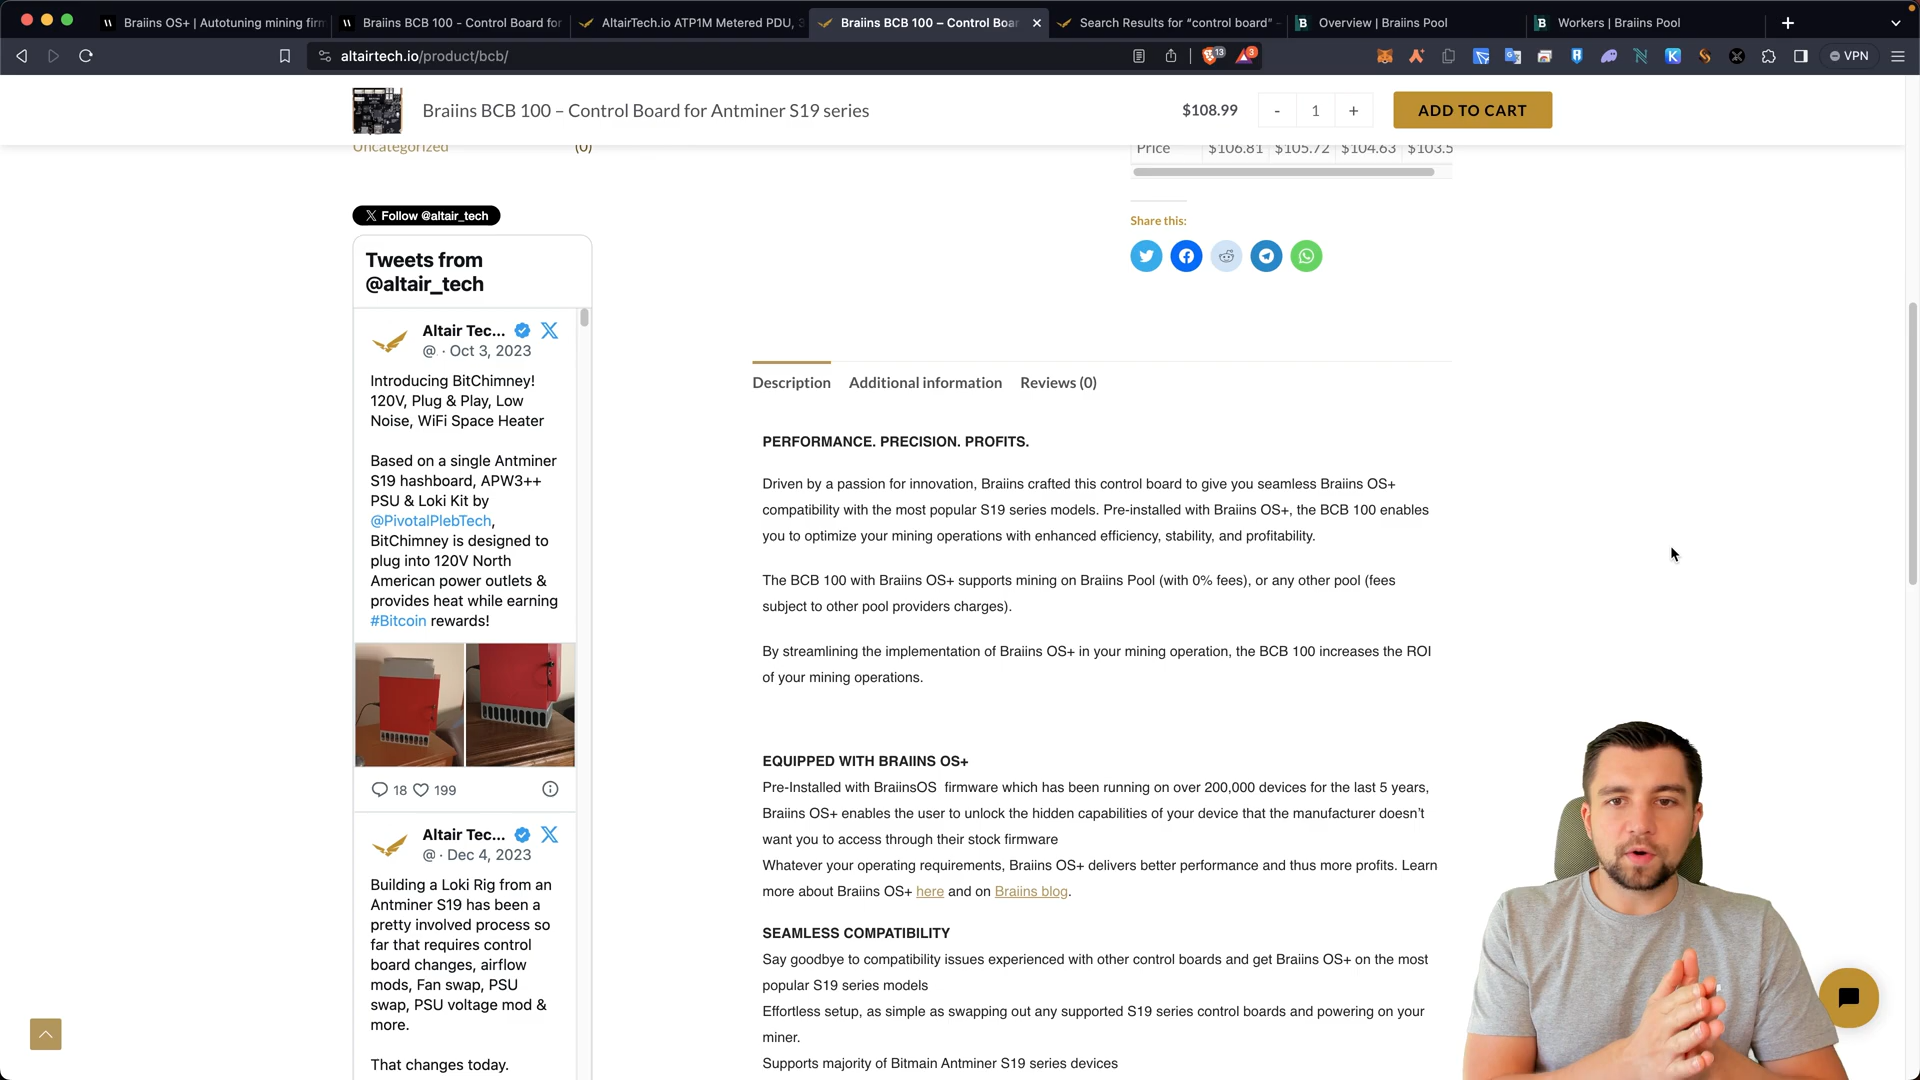 Braiins OS+ | Autotuning mining firm
Braiins BCB 100 - Control Board for
AltairTech.io ATP1M Metered PDU, 3
Braiins BCB 100 – Control Boar
Search Results for “control board” -
Overview | Braiins Pool
Workers | Braiins Pool
altairtech.io/product/bcb/
13
3
VPN
Braiins BCB 100 – Control Board for Antminer S19 series
$108.99
-
1
+
ADD TO CART
Uncategorized (0)
Price $106.81 $105.72 $104.63 $103.5
Follow @altair_tech
Share this:
Tweets from
@altair_tech
Altair Tec...
@ · Oct 3, 2023
Introducing BitChimney!
120V, Plug & Play, Low
Noise, WiFi Space Heater
Based on a single Antminer
S19 hashboard, APW3++
PSU & Loki Kit by
@PivotalPlebTech,
BitChimney is designed to
plug into 120V North
American power outlets &
provides heat while earning
#Bitcoin rewards!
18 199
Altair Tec...
@ · Dec 4, 2023
Building a Loki Rig from an
Antminer S19 has been a
pretty involved process so
far that requires control
board changes, airflow
mods, Fan swap, PSU
swap, PSU voltage mod &
more.
That changes today.
Description Additional information Reviews (0)
PERFORMANCE. PRECISION. PROFITS.
Driven by a passion for innovation, Braiins crafted this control board to give you seamless Braiins OS+
compatibility with the most popular S19 series models. Pre-installed with Braiins OS+, the BCB 100 enables
you to optimize your mining operations with enhanced efficiency, stability, and profitability.
The BCB 100 with Braiins OS+ supports mining on Braiins Pool (with 0% fees), or any other pool (fees
subject to other pool providers charges).
By streamlining the implementation of Braiins OS+ in your mining operation, the BCB 100 increases the ROI
of your mining operations.
EQUIPPED WITH BRAIINS OS+
Pre-Installed with BraiinsOS firmware which has been running on over 200,000 devices for the last 5 years,
Braiins OS+ enables the user to unlock the hidden capabilities of your device that the manufacturer doesn’t
want you to access through their stock firmware
Whatever your operating requirements, Braiins OS+ delivers better performance and thus more profits. Learn
more about Braiins OS+ here and on Braiins blog.
SEAMLESS COMPATIBILITY
Say goodbye to compatibility issues experienced with other control boards and get Braiins OS+ on the most
popular S19 series models
Effortless setup, as simple as swapping out any supported S19 series control boards and powering on your
miner.
Supports majority of Bitmain Antminer S19 series devices